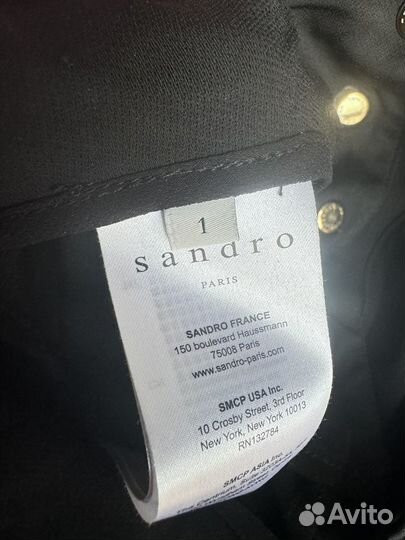 1
sandro
PARIS
SANDRO FRANCE
150 boulevard Haussmann
75008 Paris
www.sandro-paris.com
SMCP USA Inc.
10 Crosby Street, 3rd Floor
New York, New York 10013
RN132784
SMCP ASIA Inc.
Avito